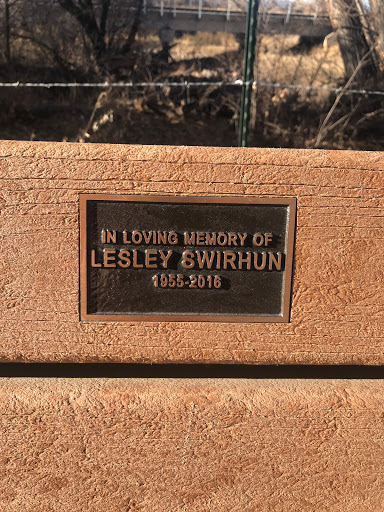 IN LOVING MEMORY OF
LESLEY SWIRHUN
1955-2016